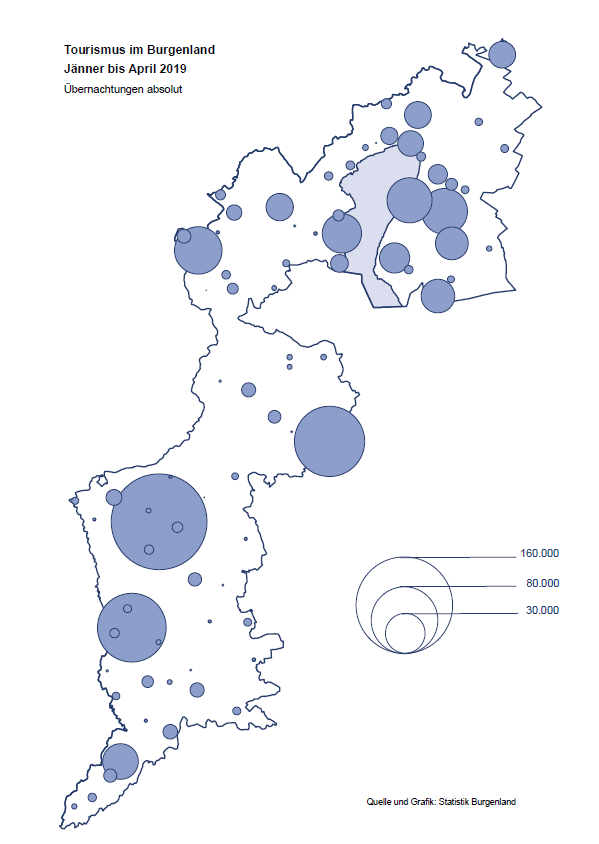 Tourismus im Burgenland
Jänner bis April 2019
Übernachtungen absolut
160.000
80.000
30.000
Quelle und Grafik: Statistik Burgenland